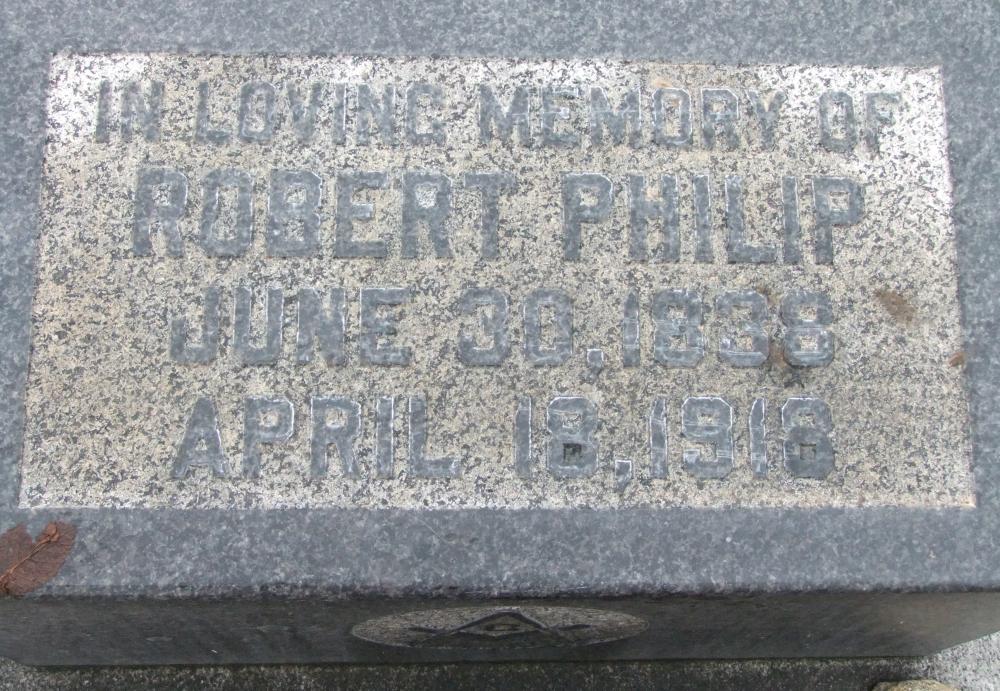 IN LOVING MEMORY OF
ROBERT PHILIP
JUNE 30, 1838
APRIL 18, 1918